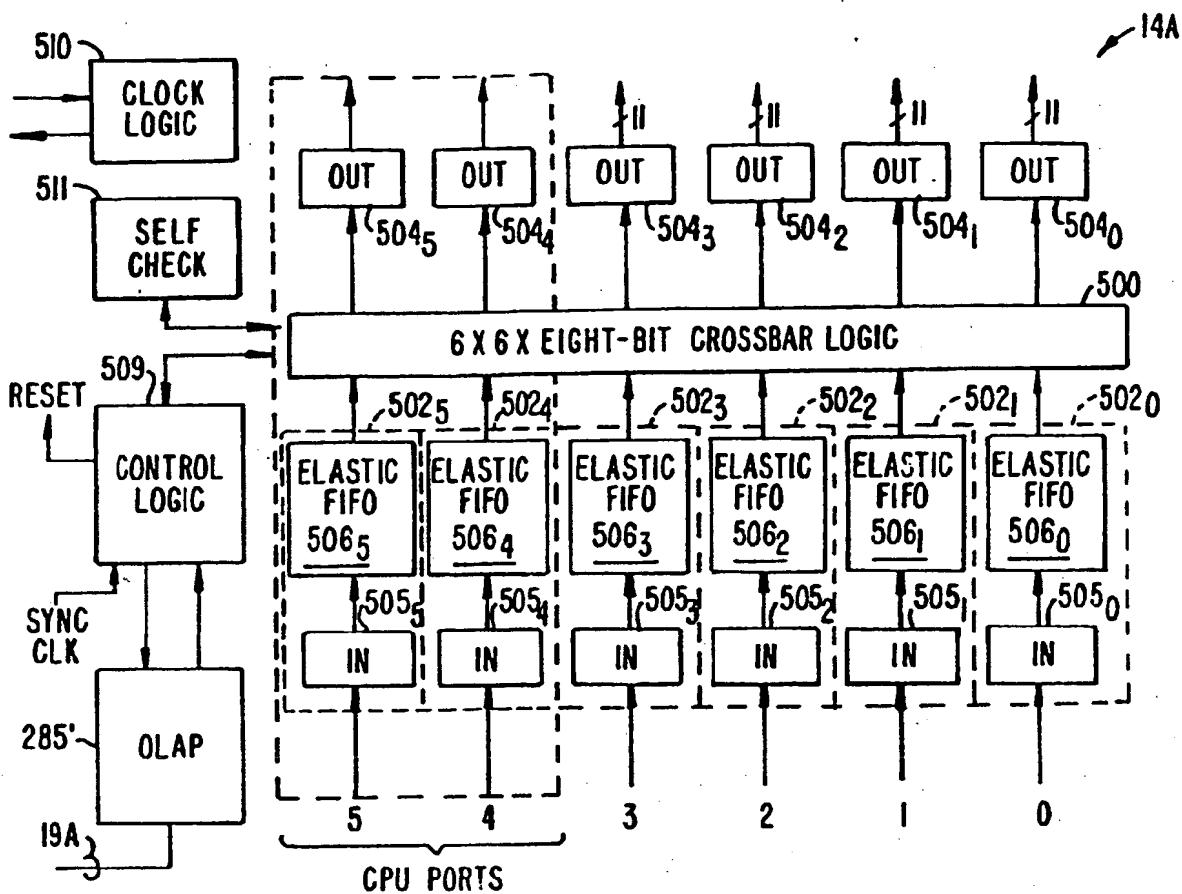 14A
510
CLOCK
LOGIC
11 11 11 11
511
OUT OUT OUT OUT OUT OUT
504₅ 504₄ 504₃ 504₂ 504₁ 504₀
SELF
CHECK
500
6 X 6 X EIGHT-BIT CROSSBAR LOGIC
509
RESET
502₅ 502₄ 502₃ 502₂ 502₁ 502₀
CONTROL
LOGIC
ELASTIC ELASTIC ELASTIC ELASTIC ELASTIC ELASTIC
FIFO FIFO FIFO FIFO FIFO FIFO
506₅ 506₄ 506₃ 506₂ 506₁ 506₀
SYNC
CLK
505₅ 505₄ 505₃ 505₂ 505₁ 505₀
IN IN IN IN IN IN
285'
OLAP
19A
5 4 3 2 1 0
CPU PORTS